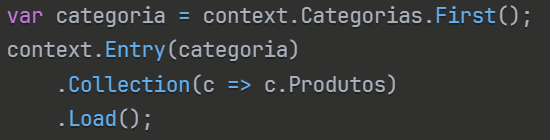 var categoria = context.Categorias.First();
context.Entry(categoria)
    .Collection(c => c.Produtos)
    .Load();